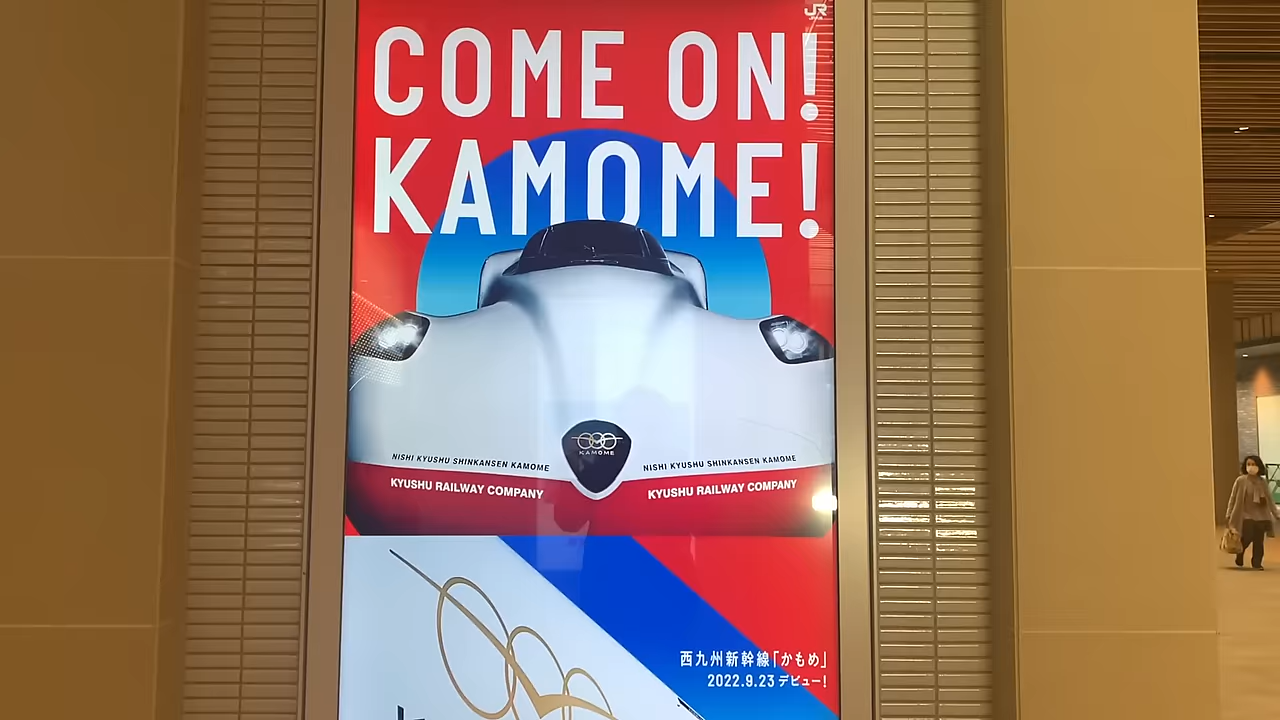 JR
COME ON!
KAMOME!
KAMOME
NISHI KYUSHU SHINKANSEN KAMOME
NISHI KYUSHU SHINKANSEN KAMOME
KYUSHU RAILWAY COMPANY
KYUSHU RAILWAY COMPANY
西九州新幹線「かもめ」
2022.9.23 デビュー!